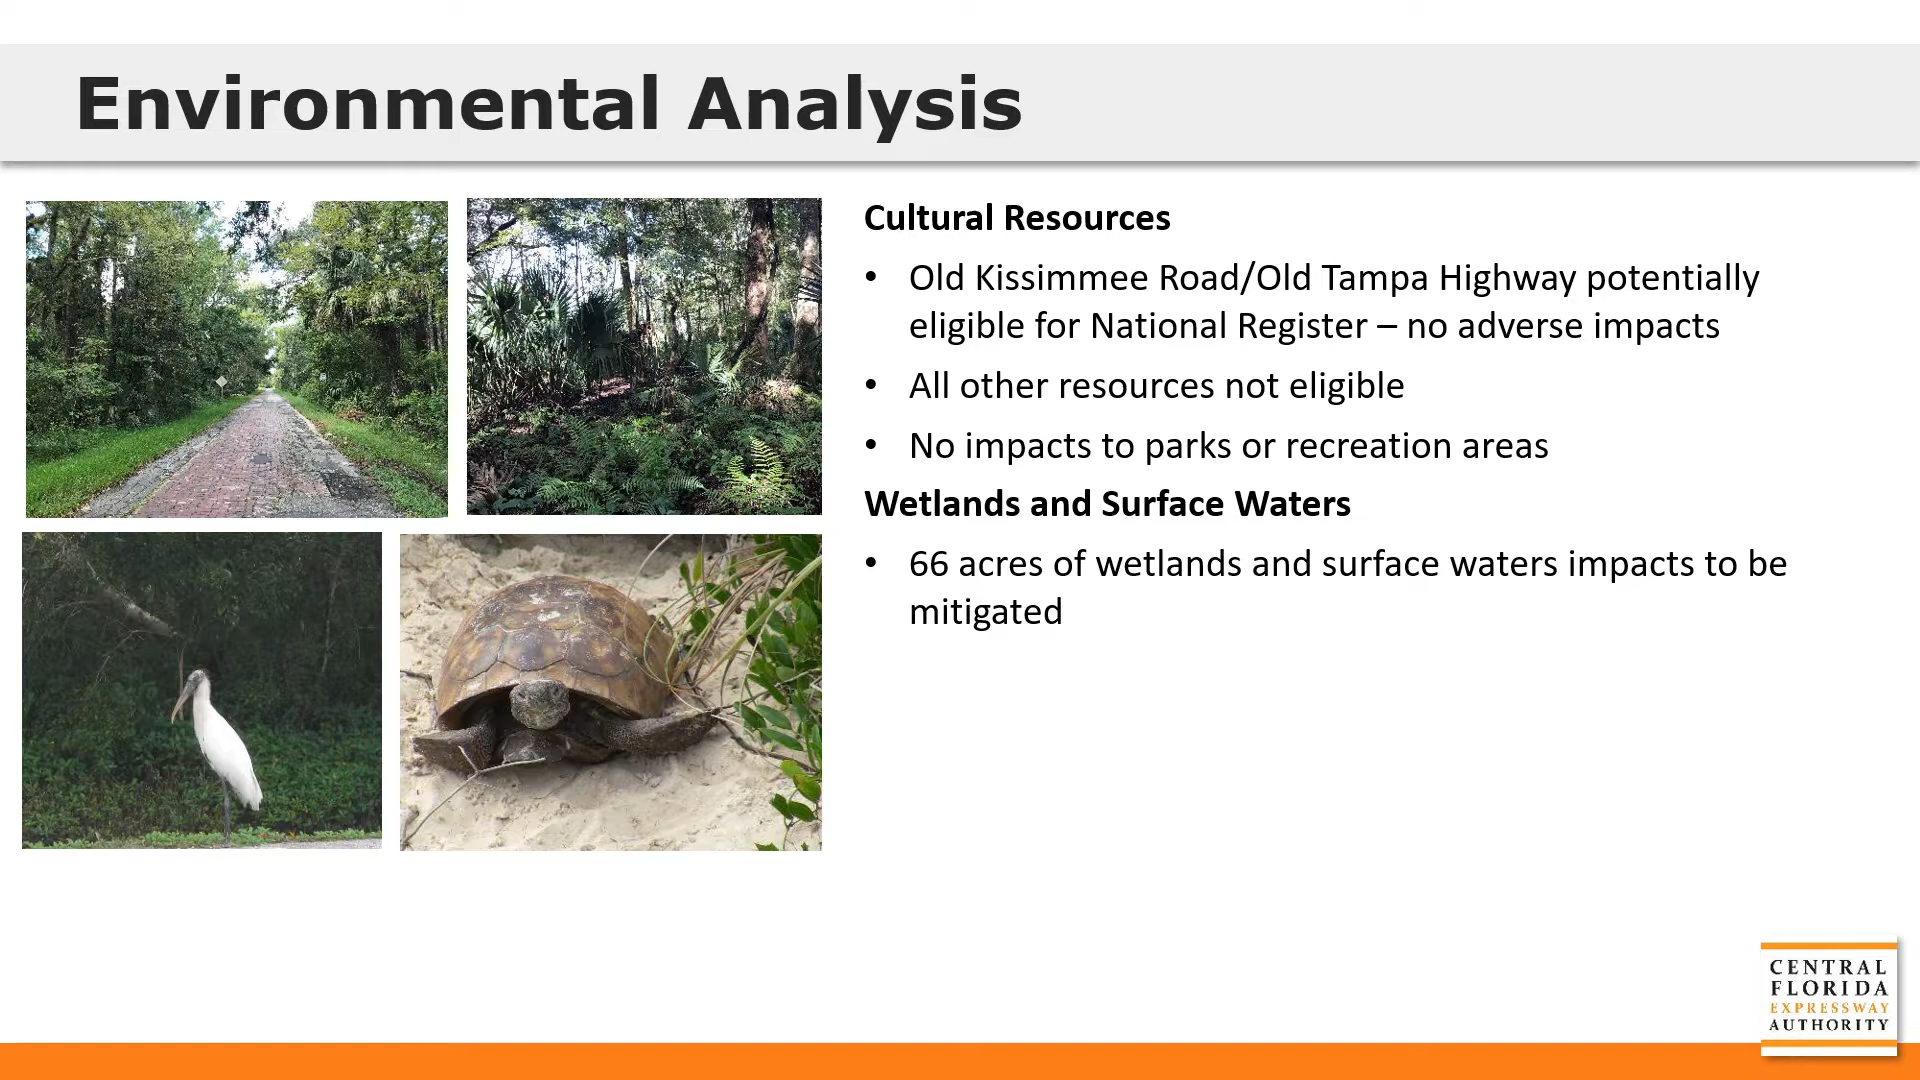 Environmental Analysis
Cultural Resources
• Old Kissimmee Road/Old Tampa Highway potentially
eligible for National Register – no adverse impacts
• All other resources not eligible
• No impacts to parks or recreation areas
Wetlands and Surface Waters
• 66 acres of wetlands and surface waters impacts to be
mitigated
CENTRAL
FLORIDA
EXPRESSWAY
AUTHORITY